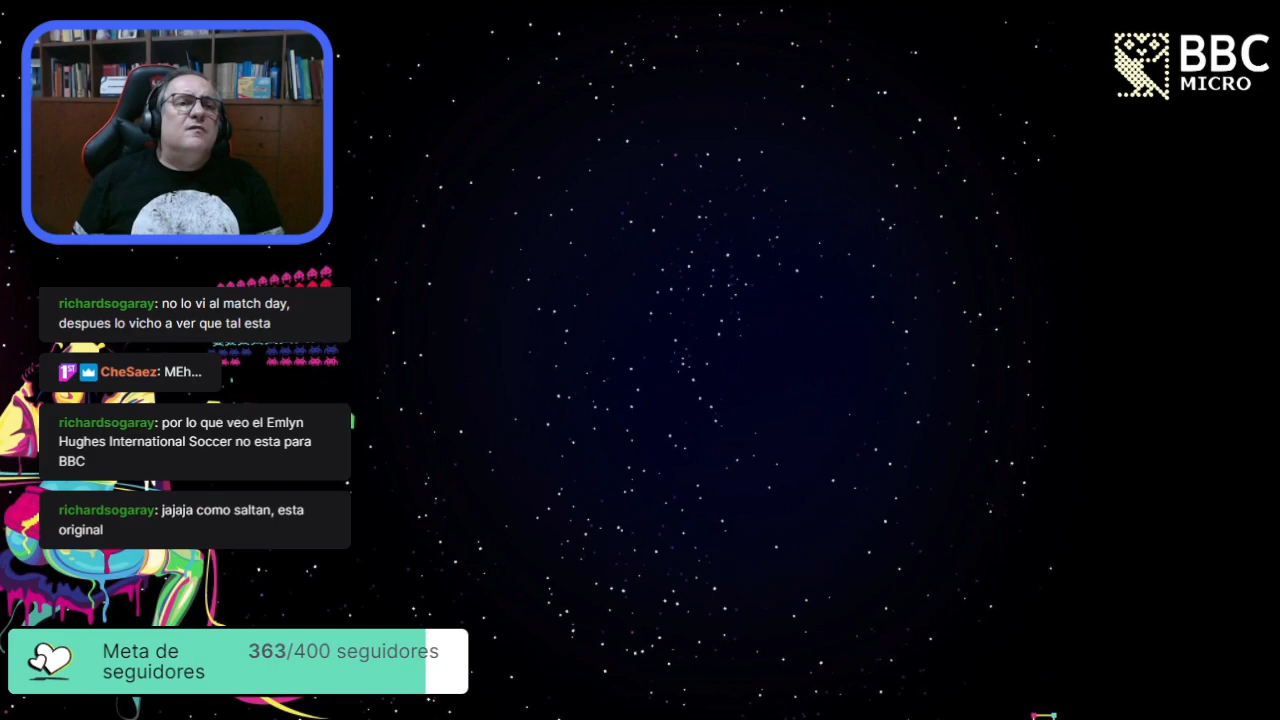 BBC
MICRO
richardsogaray: no lo vi al match day,
despues lo vicho a ver que tal esta
1ST CheSaez: MEh...
richardsogaray: por lo que veo el Emlyn
Hughes International Soccer no esta para
BBC
richardsogaray: jajaja como saltan, esta
original
Meta de
seguidores
363/400 seguidores